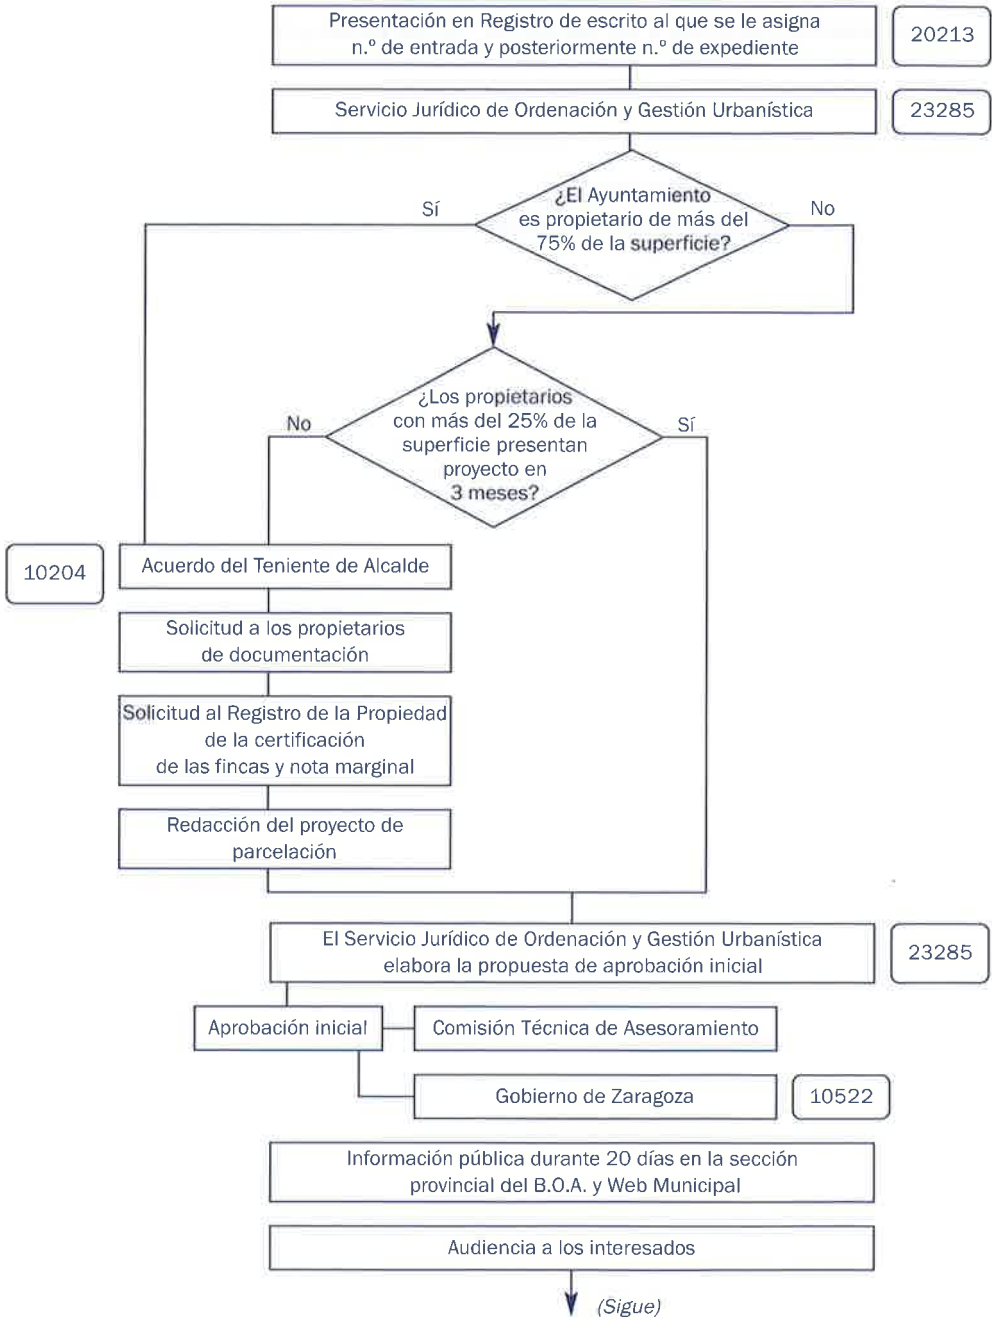 Presentación en Registro de escrito al que se le asigna
n.º de entrada y posteriormente n.º de expediente
20213
Servicio Jurídico de Ordenación y Gestión Urbanística
23285
¿El Ayuntamiento
es propietario de más del
75% de la superficie?
Sí
No
¿Los propietarios
con más del 25% de la
superficie presentan
proyecto en
3 meses?
No
Sí
10204
Acuerdo del Teniente de Alcalde
Solicitud a los propietarios
de documentación
Solicitud al Registro de la Propiedad
de la certificación
de las fincas y nota marginal
Redacción del proyecto de
parcelación
El Servicio Jurídico de Ordenación y Gestión Urbanística
elabora la propuesta de aprobación inicial
23285
Aprobación inicial
Comisión Técnica de Asesoramiento
Gobierno de Zaragoza
10522
Información pública durante 20 días en la sección
provincial del B.O.A. y Web Municipal
Audiencia a los interesados
(Sigue)